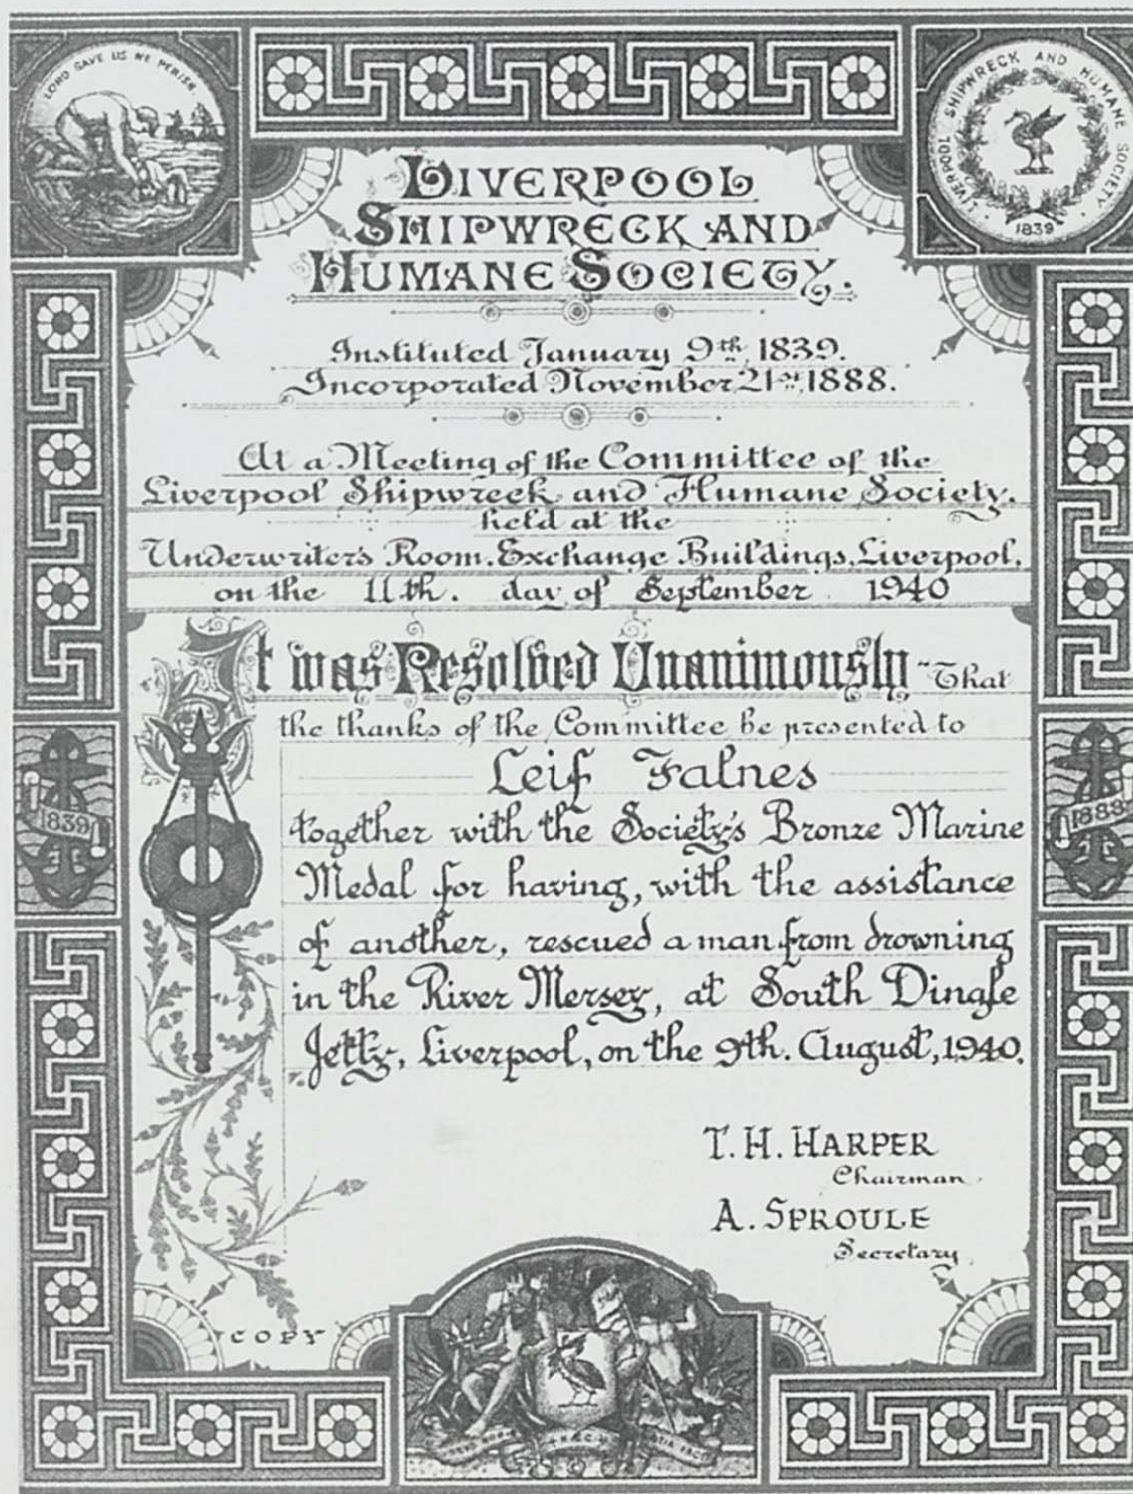 LORD SAVE US WE PERISH
LIVERPOOL SHIPWRECK AND HUMANE SOCIETY
1839
LIVERPOOL
SHIPWRECK AND
HUMANE SOCIETY.
Instituted January 9th, 1839.
Incorporated November 21st, 1888.
At a Meeting of the Committee of the
Liverpool Shipwreck and Humane Society.
held at the
Underwriters Room. Exchange Buildings, Liverpool,
on the 11th. day of September 1940
It was Resolved Unanimously "That
the thanks of the Committee be presented to
Leif Falnes
together with the Society's Bronze Marine
Medal for having, with the assistance
of another, rescued a man from drowning
in the River Mersey, at South Dingle
Jetty, Liverpool, on the 9th. August, 1940.
1839
1888
T. H. HARPER
Chairman
A. SPROULE
Secretary
COPY